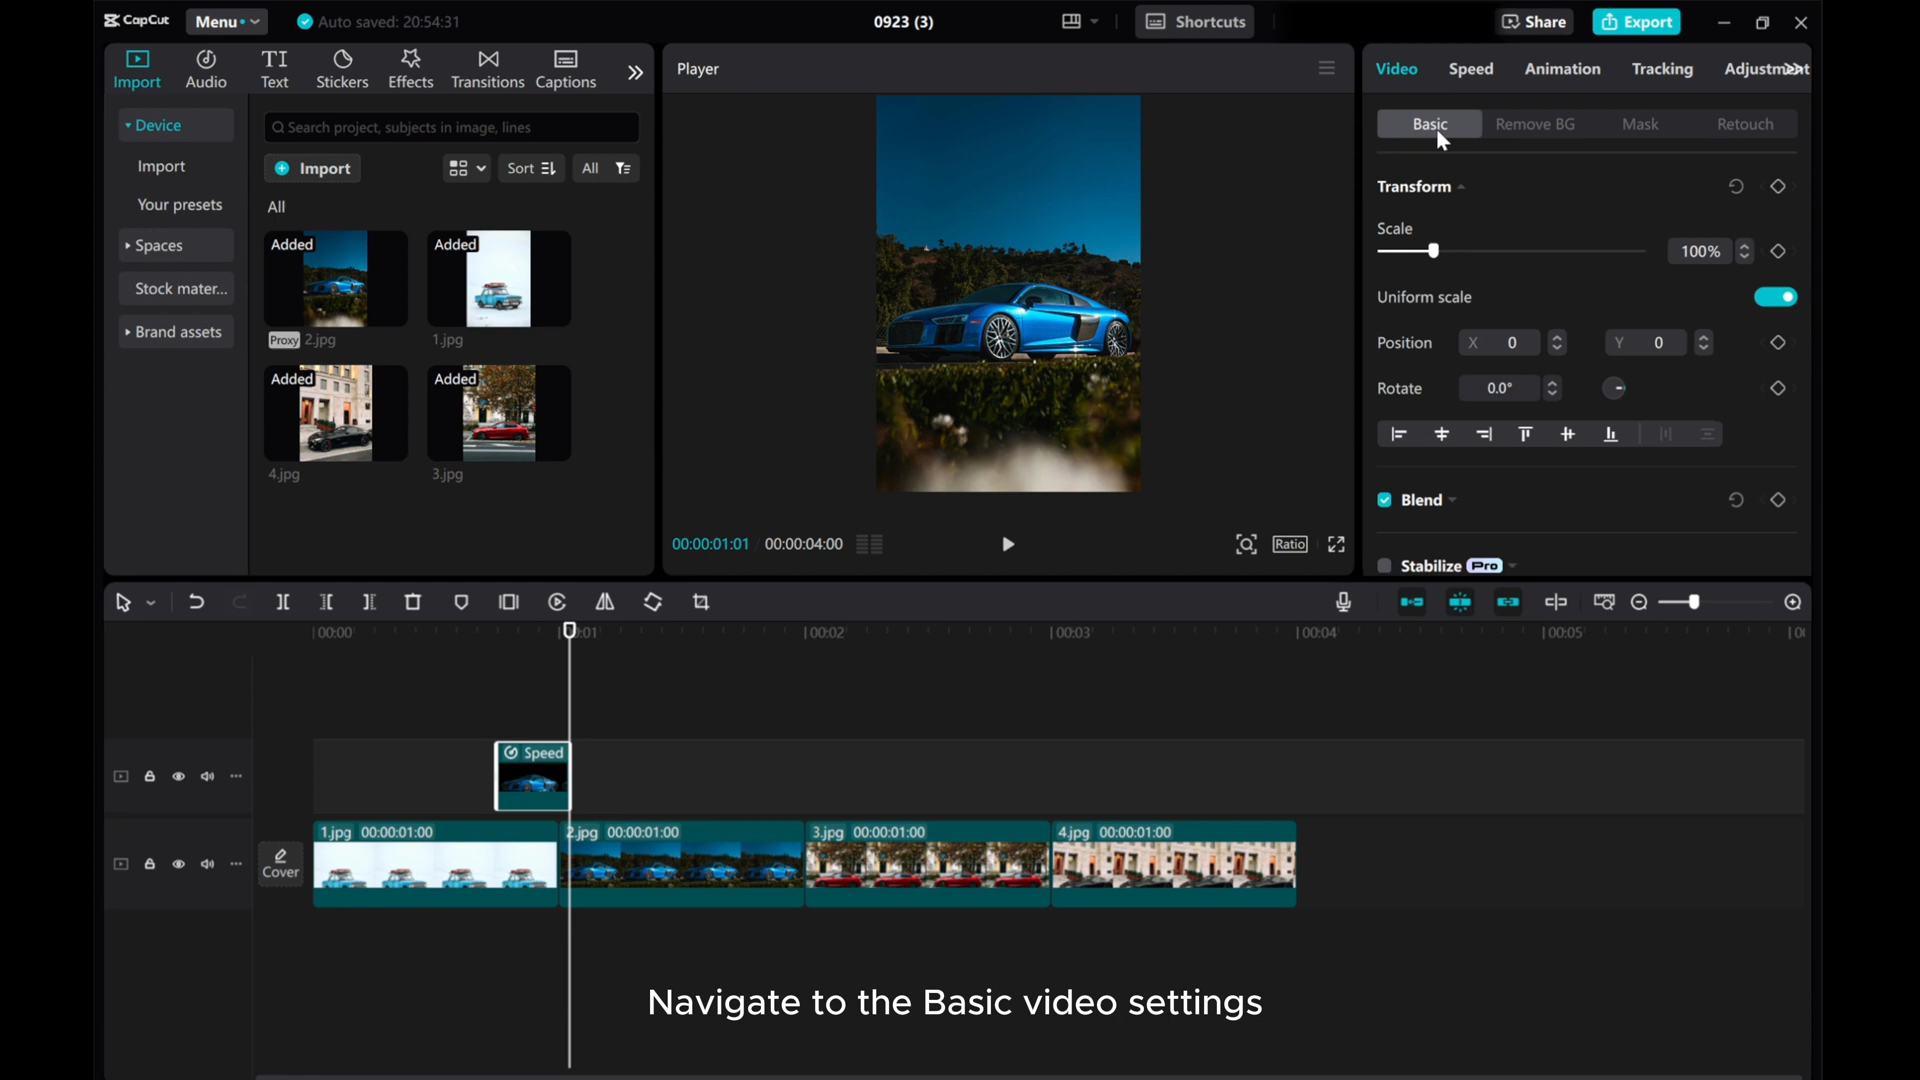 CapCut
Menu
Auto saved: 20:54:31
0923 (3)
Shortcuts
Share
Export
Import
Audio
TI
Text
Stickers
Effects
Transitions
Captions
Device
Import
Your presets
Spaces
Stock mater...
Brand assets
Search project, subjects in image, lines
Import
Sort
All
All
Added
Added
Proxy 2.jpg
1.jpg
Added
Added
4.jpg
3.jpg
Player
00:00:01:01 00:00:04:00
Ratio
Video
Speed
Animation
Tracking
Adjustment
Basic
Remove BG
Mask
Retouch
Transform
Scale
100%
Uniform scale
Position
X 0
Y 0
Rotate
0.0°
Blend
Stabilize Pro
00:00
00:02
00:03
00:04
00:05
Speed
Cover
1.jpg 00:00:01:00
2.jpg 00:00:01:00
3.jpg 00:00:01:00
4.jpg 00:00:01:00
Navigate to the Basic video settings